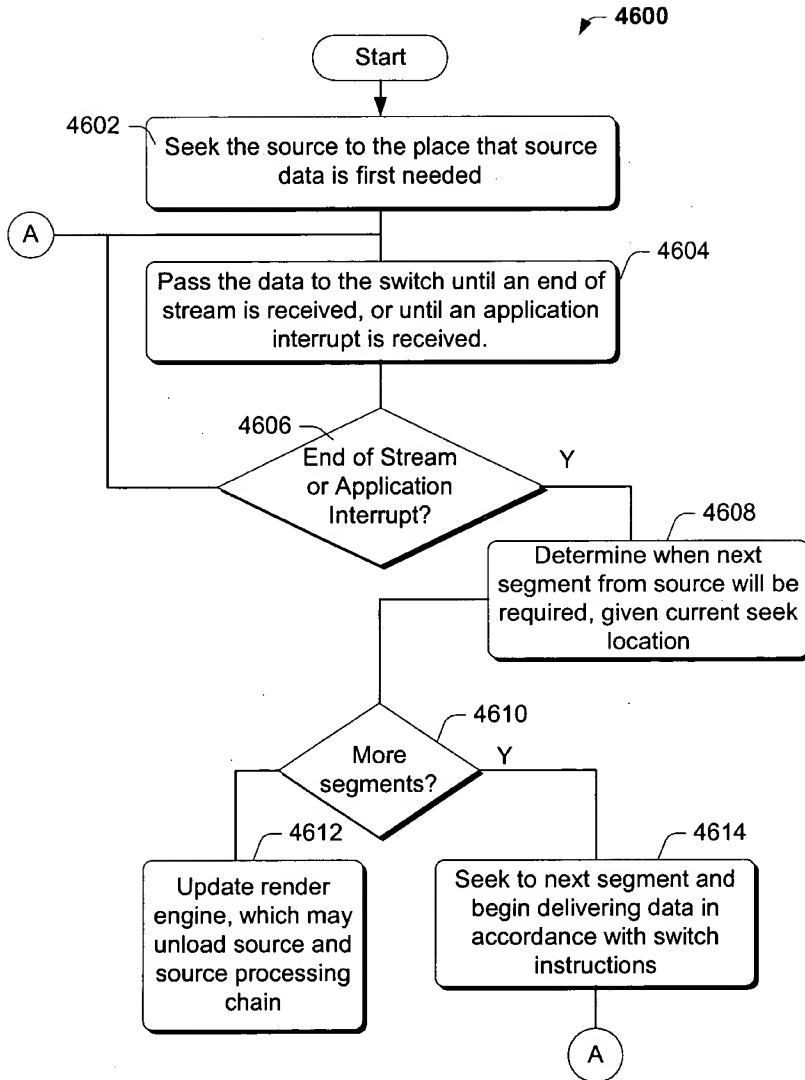 4600
Start
4602
Seek the source to the place that source
data is first needed
A
4604
Pass the data to the switch until an end of
stream is received, or until an application
interrupt is received.
4606
End of Stream
or Application
Interrupt?
Y
4608
Determine when next
segment from source will be
required, given current seek
location
4610
More
segments?
Y
4612
Update render
engine, which may
unload source and
source processing
chain
4614
Seek to next segment and
begin delivering data in
accordance with switch
instructions
A